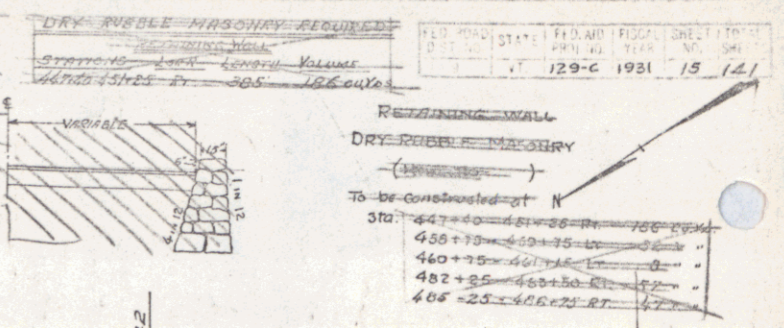 DRY RUBBLE MASONRY REQUIRED
RETAINING WALL
STATIONS LOCN LENGTH VOLUME
447+40 451+25 RT. 385' 186 CU YDS
FED. ROAD DIST. NO. STATE FED. AID PROJ. NO. FISCAL YEAR SHEET NO. TOTAL SHEETS
VT. 129-C 1931 15 141
RETAINING WALL
DRY RUBBLE MASONRY
To be constructed at N
Sta. 447+40 - 451+25 RT. 186 Cu.Yd.
458+75 - 459+75 LT. "
460+75 - 461+15 LT. 8 " "
482+25 - 483+50 RT. 57 " "
485+25 - 486+75 RT. 47 " "
℄
VARIABLE
1 IN 12
4 IN 12